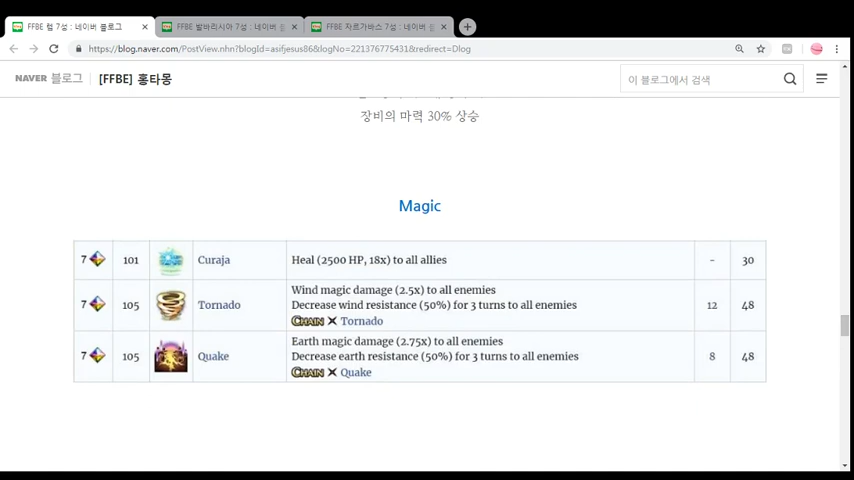 FFBE 렘 7성 : 네이버 블로그
FFBE 발바리시아 7성 : 네이버 블
FFBE 자르가바스 7성 : 네이버 블
https://blog.naver.com/PostView.nhn?blogId=asifjesus86&logNo=221376775431&redirect=Dlog
NAVER 블로그 [FFBE] 홍타몽
이 블로그에서 검색
장비의 마력 30% 상승
Magic
7 101 Curaja Heal (2500 HP, 18x) to all allies - 30
Wind magic damage (2.5x) to all enemies
7 105 Tornado Decrease wind resistance (50%) for 3 turns to all enemies 12 48
CHAIN Tornado
Earth magic damage (2.75x) to all enemies
7 105 Quake Decrease earth resistance (50%) for 3 turns to all enemies 8 48
CHAIN Quake